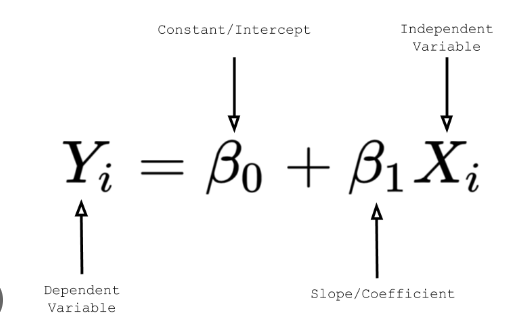 Constant/Intercept
Independent
Variable
Yᵢ = β₀ + β₁Xᵢ
Dependent
Variable
Slope/Coefficient